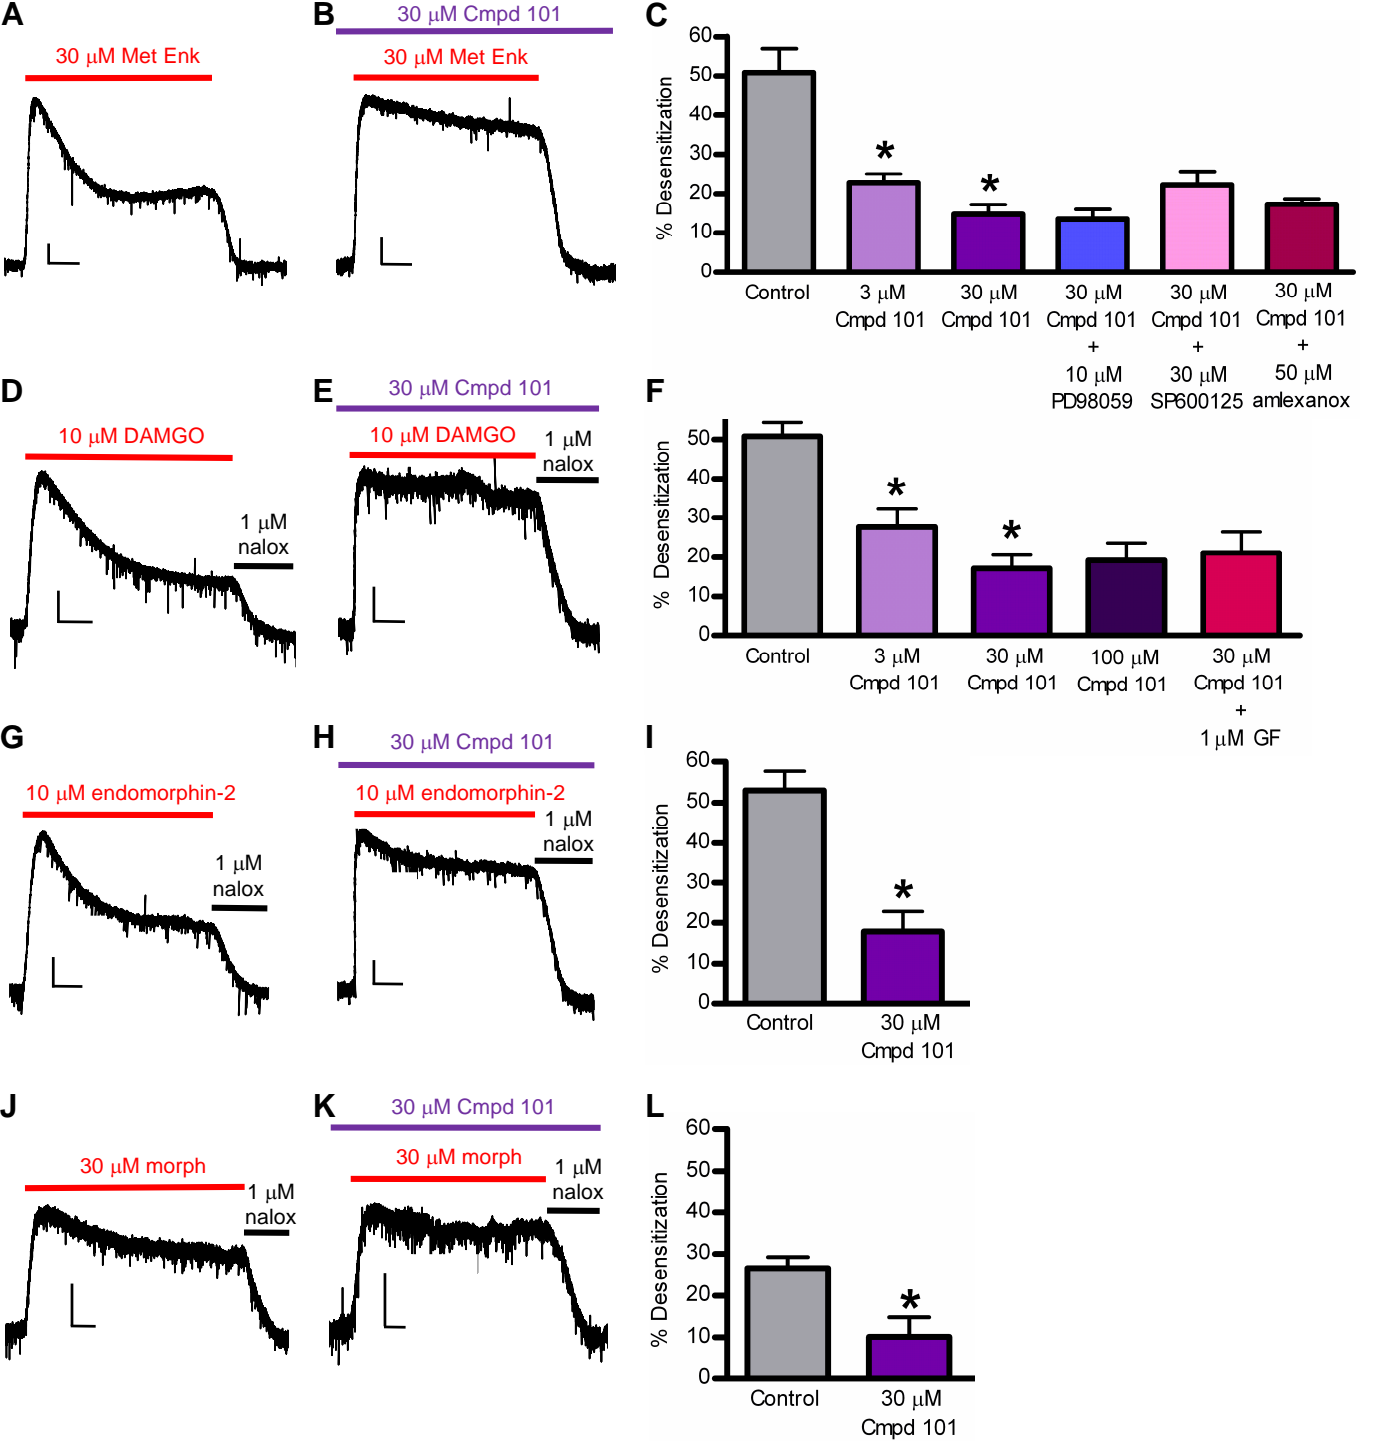 A
30 μM Met Enk
B
30 μM Cmpd 101
30 μM Met Enk
C
% Desensitization
60
50
40
30
20
10
0
*
*
Control
3 μM
Cmpd 101
30 μM
Cmpd 101
30 μM
Cmpd 101
+
10 μM
PD98059
30 μM
Cmpd 101
+
30 μM
SP600125
30 μM
Cmpd 101
+
50 μM
amlexanox
D
10 μM DAMGO
1 μM
nalox
E
30 μM Cmpd 101
10 μM DAMGO
1 μM
nalox
F
% Desensitization
50
40
30
20
10
0
*
*
Control
3 μM
Cmpd 101
30 μM
Cmpd 101
100 μM
Cmpd 101
30 μM
Cmpd 101
+
1 μM GF
G
10 μM endomorphin-2
1 μM
nalox
H
30 μM Cmpd 101
10 μM endomorphin-2
1 μM
nalox
I
% Desensitization
60
50
40
30
20
10
0
*
Control
30 μM
Cmpd 101
J
30 μM morph
1 μM
nalox
K
30 μM Cmpd 101
30 μM morph
1 μM
nalox
L
% Desensitization
60
50
40
30
20
10
0
*
Control
30 μM
Cmpd 101